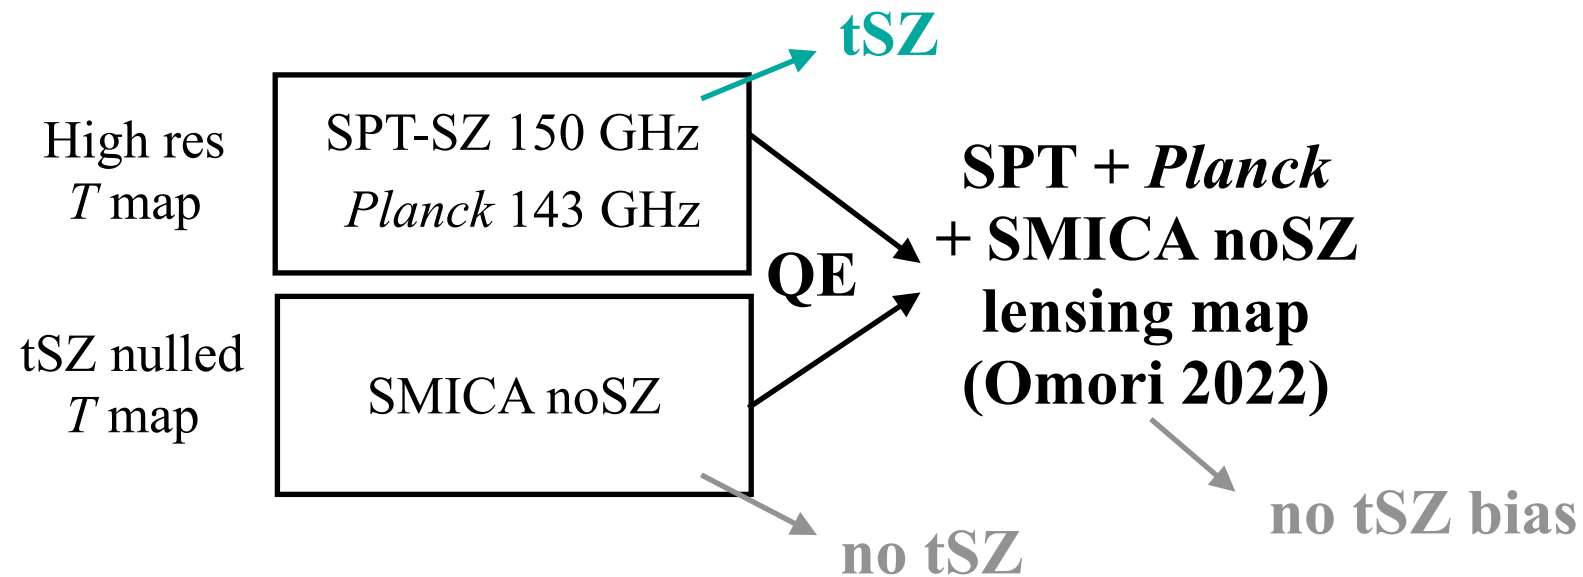 tSZ
High res
T map
SPT-SZ 150 GHz
Planck 143 GHz
QE
SPT + Planck
+ SMICA noSZ
lensing map
(Omori 2022)
tSZ nulled
T map
SMICA noSZ
no tSZ
no tSZ bias